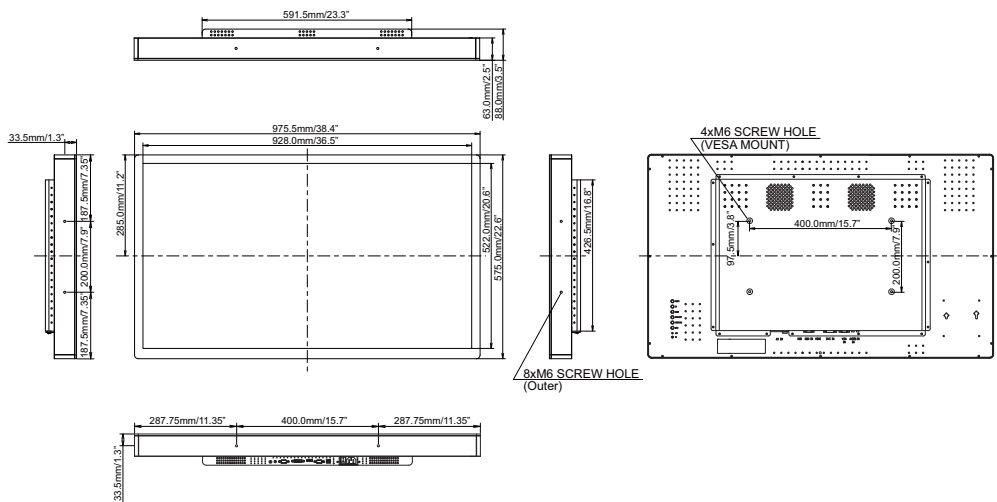 591.5mm/23.3"
63.0mm/2.5"
88.0mm/3.5"
33.5mm/1.3"
975.5mm/38.4"
928.0mm/36.5"
187.5mm/7.35"
200.0mm/7.9"
187.5mm/7.35"
285.0mm/11.2"
522.0mm/20.6"
575.0mm/22.6"
426.5mm/16.8"
8xM6 SCREW HOLE
(Outer)
4xM6 SCREW HOLE
(VESA MOUNT)
400.0mm/15.7"
97.5mm/3.8"
200.0mm/7.9"
287.75mm/11.35"
400.0mm/15.7"
287.75mm/11.35"
33.5mm/1.3"